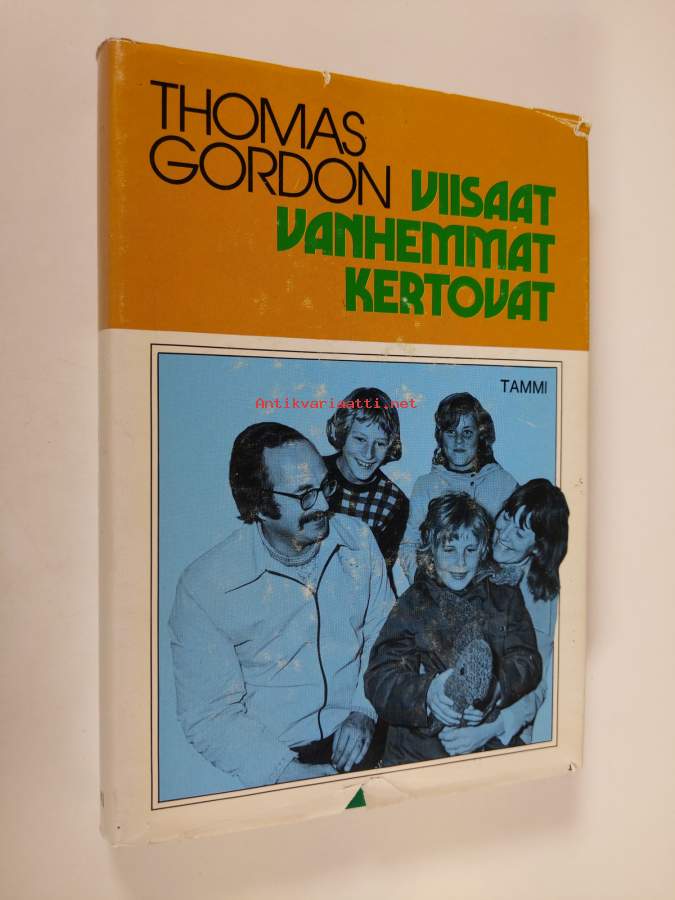 THOMAS
GORDON VIISAAT
VANHEMMAT
KERTOVAT
TAMMI
Antikvariaatti.net